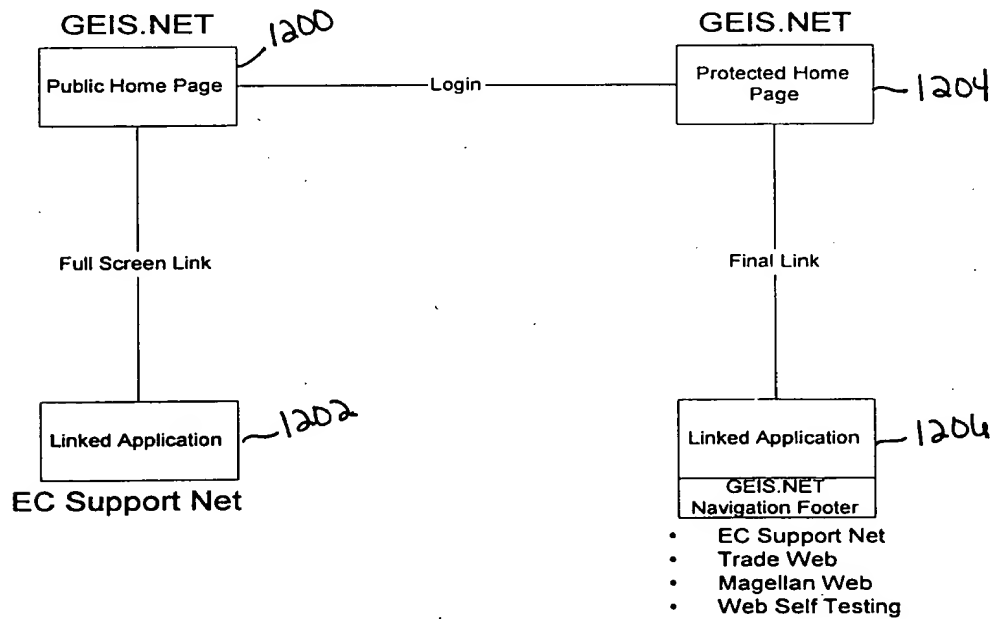 GEIS.NET
1200
GEIS.NET
Public Home Page
Login
Protected Home
Page
1204
Full Screen Link
Final Link
Linked Application
1202
Linked Application
1206
EC Support Net
GEIS.NET
Navigation Footer
• EC Support Net
• Trade Web
• Magellan Web
• Web Self Testing